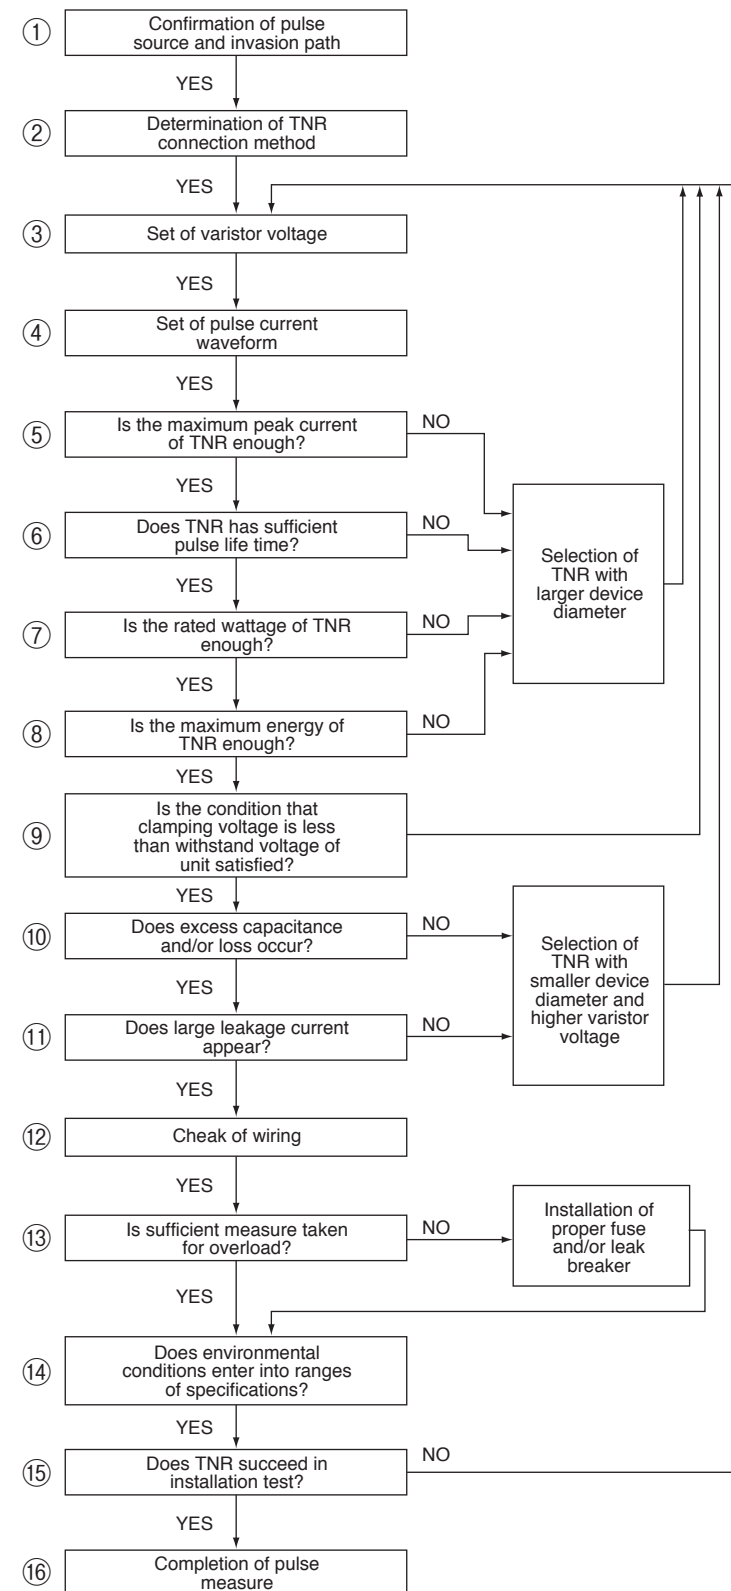 ①
Confirmation of pulse
source and invasion path
YES
②
Determination of TNR
connection method
YES
③
Set of varistor voltage
YES
④
Set of pulse current
waveform
YES
⑤
Is the maximum peak current
of TNR enough?
NO
YES
⑥
Does TNR has sufficient
pulse life time?
NO
Selection of
TNR with
larger device
diameter
YES
⑦
Is the rated wattage of TNR
enough?
NO
YES
⑧
Is the maximum energy of
TNR enough?
NO
YES
⑨
Is the condition that
clamping voltage is less
than withstand voltage of
unit satisfied?
YES
⑩
Does excess capacitance
and/or loss occur?
NO
Selection of
TNR with
smaller device
diameter and
higher varistor
voltage
YES
⑪
Does large leakage current
appear?
NO
YES
⑫
Cheak of wiring
YES
⑬
Is sufficient measure taken
for overload?
NO
Installation of
proper fuse
and/or leak
breaker
YES
⑭
Does environmental
conditions enter into ranges
of specifications?
YES
⑮
Does TNR succeed in
installation test?
NO
YES
⑯
Completion of pulse
measure